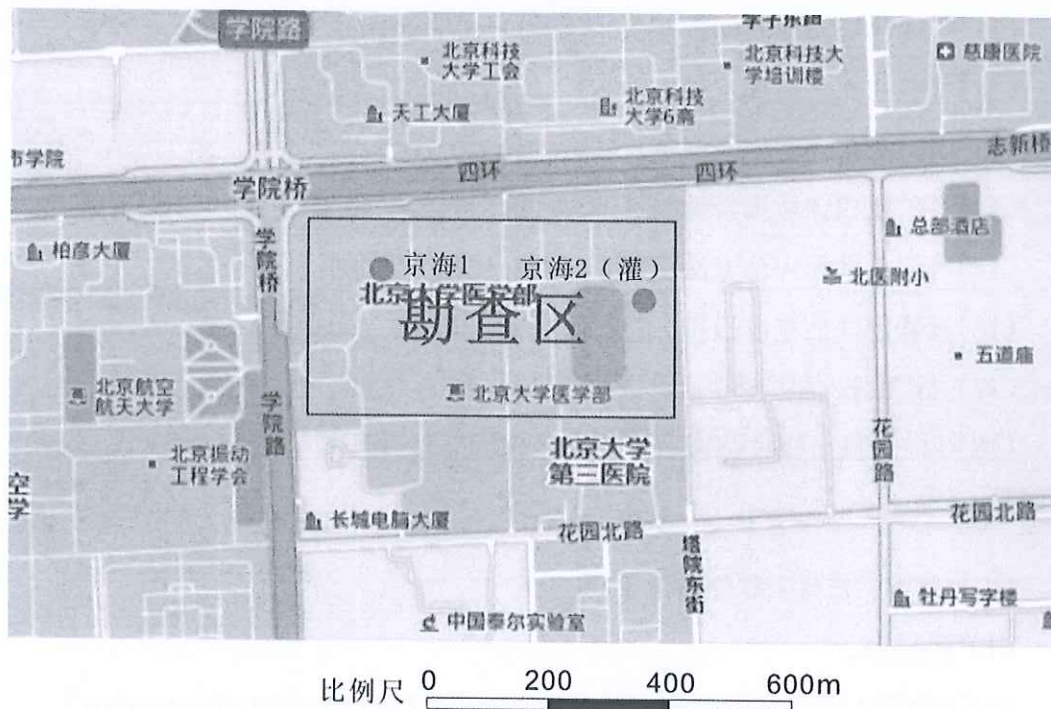 学院路
学子东路
北京科技
大学工会
北京科技大
学培训楼
慈康医院
天工大厦
北京科技
大学6斋
志新桥
市学院
四环
四环
学院桥
学院桥
柏彦大厦
总部酒店
京海1
京海2（灌）
北京大学医学部
勘查区
北医附小
五道庙
北京航空
航天大学
北京大学医学部
学院路
花园路
北京振动
工程学会
北京大学
第三医院
空
学
长城电脑大厦
花园北路
花园北路
塔院东街
牡丹写字楼
中国泰尔实验室
比例尺 0 200 400 600m